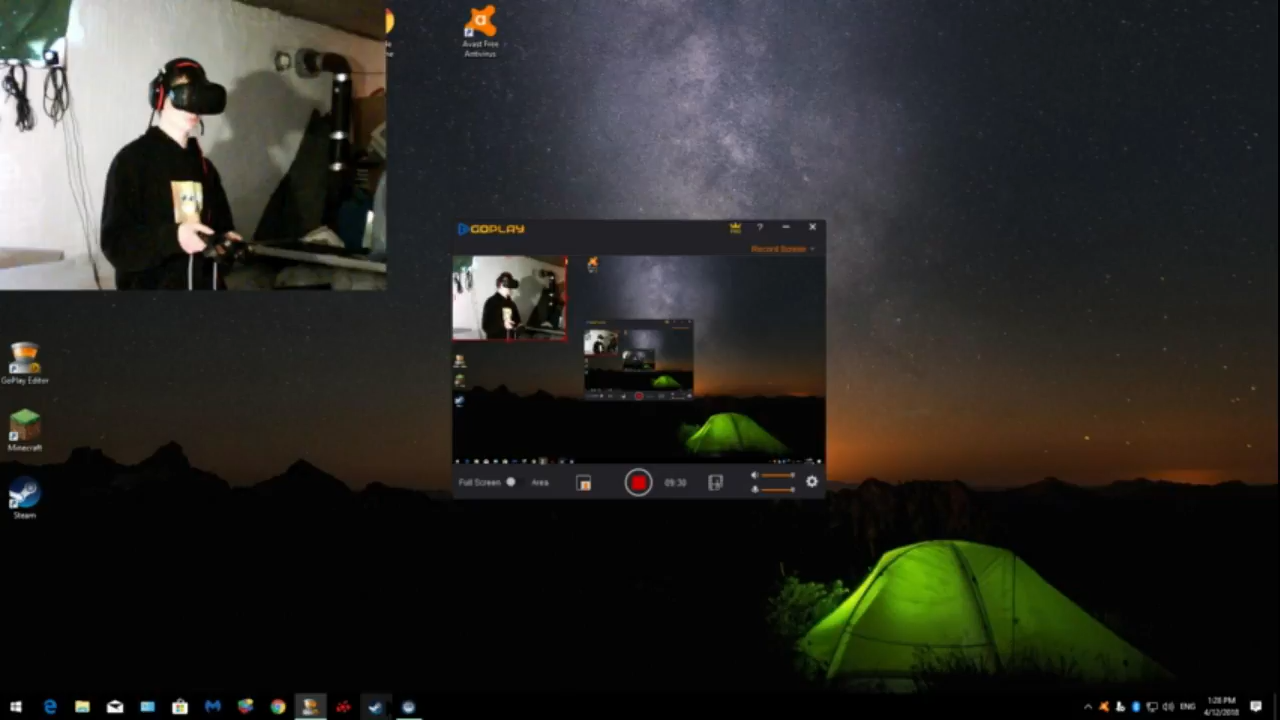 Avast Free
Antivirus
GOPLAY
?
Record Screen
GoPlay Editor
Minecraft
Steam
Full Screen
Area
09:30
ENG
1:28 PM
4/12/2018